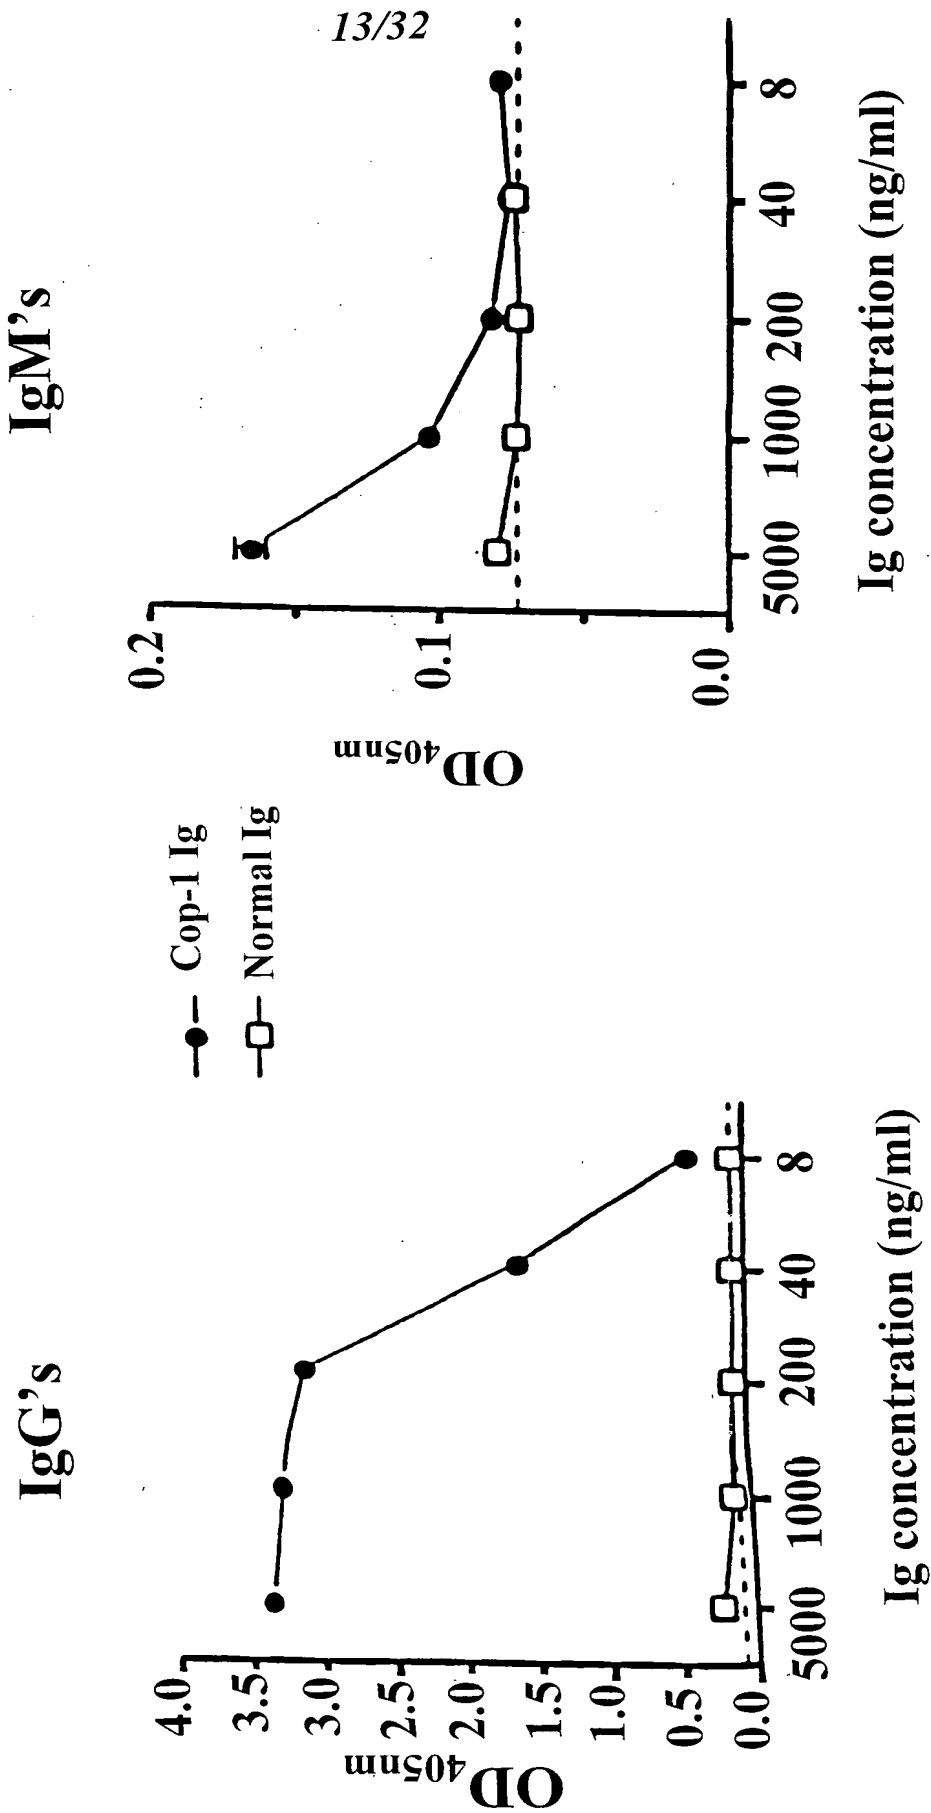 13/32
IgG's
4.0
3.5
3.0
2.5
2.0
1.5
1.0
0.5
0.0
OD405nm
5000 1000 200 40 8
Ig concentration (ng/ml)
Cop-1 Ig
Normal Ig
IgM's
0.2
0.1
0.0
OD405nm
5000 1000 200 40 8
Ig concentration (ng/ml)